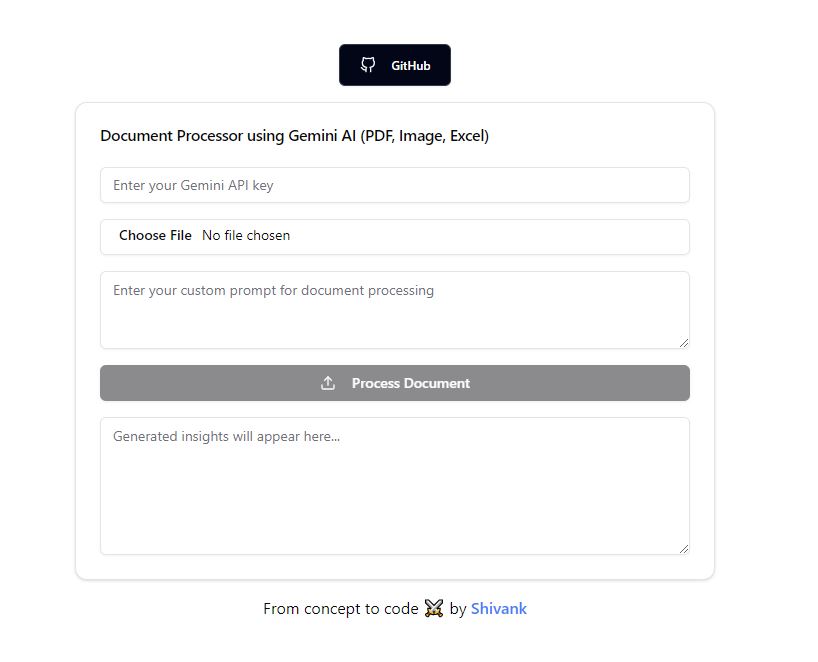 GitHub
Document Processor using Gemini AI (PDF, Image, Excel)
Enter your Gemini API key
Choose File No file chosen
Enter your custom prompt for document processing
Process Document
Generated insights will appear here...
From concept to code ⚔️ by Shivank